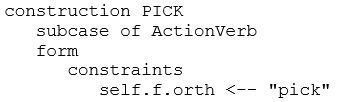 construction PICK
subcase of ActionVerb
form
constraints
self.f.orth <-- "pick"